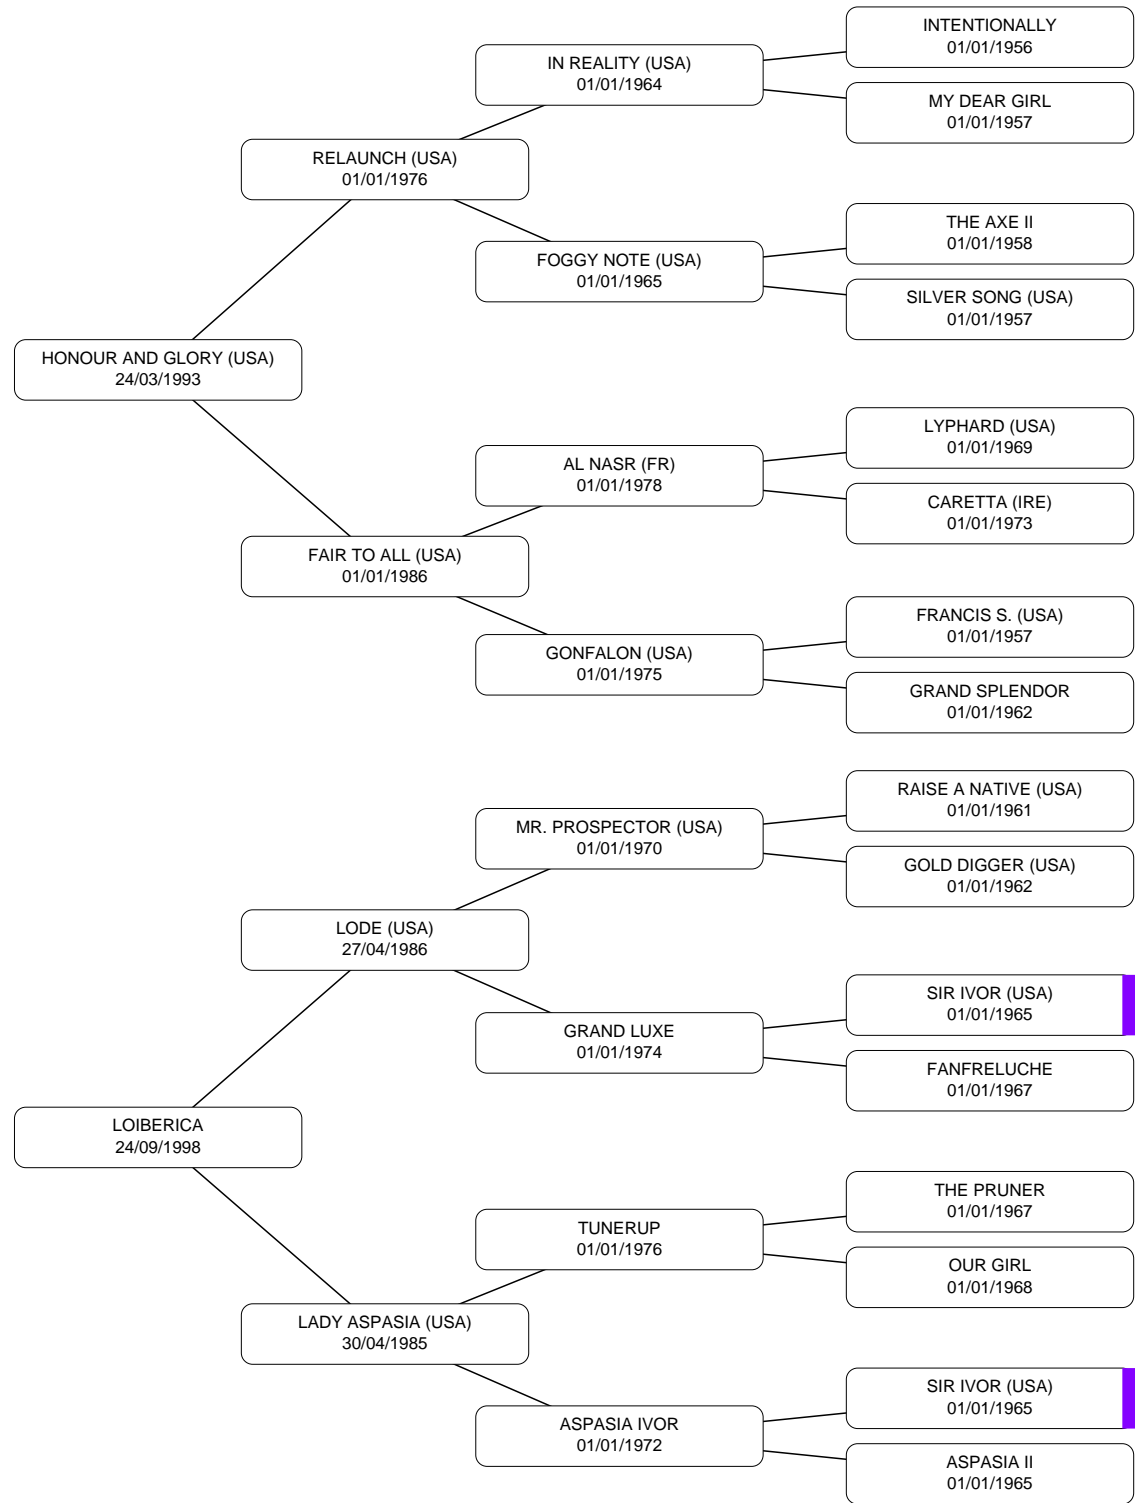 INTENTIONALLY
01/01/1956
IN REALITY (USA)
01/01/1964
MY DEAR GIRL
01/01/1957
RELAUNCH (USA)
01/01/1976
THE AXE II
01/01/1958
FOGGY NOTE (USA)
01/01/1965
SILVER SONG (USA)
01/01/1957
HONOUR AND GLORY (USA)
24/03/1993
LYPHARD (USA)
01/01/1969
AL NASR (FR)
01/01/1978
CARETTA (IRE)
01/01/1973
FAIR TO ALL (USA)
01/01/1986
FRANCIS S. (USA)
01/01/1957
GONFALON (USA)
01/01/1975
GRAND SPLENDOR
01/01/1962
RAISE A NATIVE (USA)
01/01/1961
MR. PROSPECTOR (USA)
01/01/1970
GOLD DIGGER (USA)
01/01/1962
LODE (USA)
27/04/1986
SIR IVOR (USA)
01/01/1965
GRAND LUXE
01/01/1974
FANFRELUCHE
01/01/1967
LOIBERICA
24/09/1998
THE PRUNER
01/01/1967
TUNERUP
01/01/1976
OUR GIRL
01/01/1968
LADY ASPASIA (USA)
30/04/1985
SIR IVOR (USA)
01/01/1965
ASPASIA IVOR
01/01/1972
ASPASIA II
01/01/1965